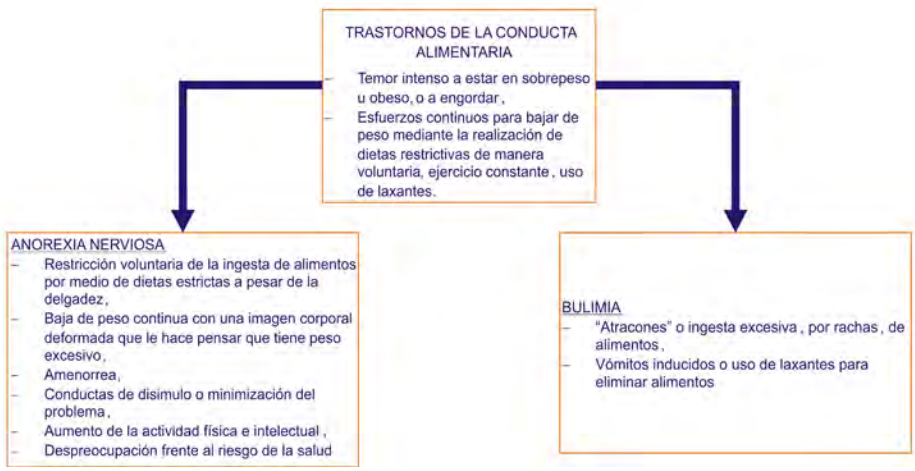 TRASTORNOS DE LA CONDUCTA
ALIMENTARIA
– Temor intenso a estar en sobrepeso
u obeso, o a engordar ,
– Esfuerzos continuos para bajar de
peso mediante la realización de
dietas restrictivas de manera
voluntaria, ejercicio constante , uso
de laxantes.
ANOREXIA NERVIOSA
– Restricción voluntaria de la ingesta de alimentos
por medio de dietas estrictas a pesar de la
delgadez ,
– Baja de peso continua con una imagen corporal
deformada que le hace pensar que tiene peso
excesivo ,
– Amenorrea,
– Conductas de disimulo o minimización del
problema ,
– Aumento de la actividad física e intelectual ,
– Despreocupación frente al riesgo de la salud
BULIMIA
– “Atracones” o ingesta excesiva , por rachas , de
alimentos ,
– Vómitos inducidos o uso de laxantes para
eliminar alimentos